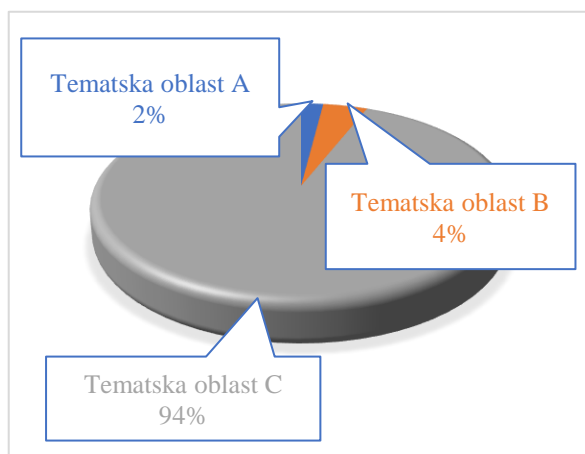 Tematska oblast A
2%
Tematska oblast B
4%
Tematska oblast C
94%